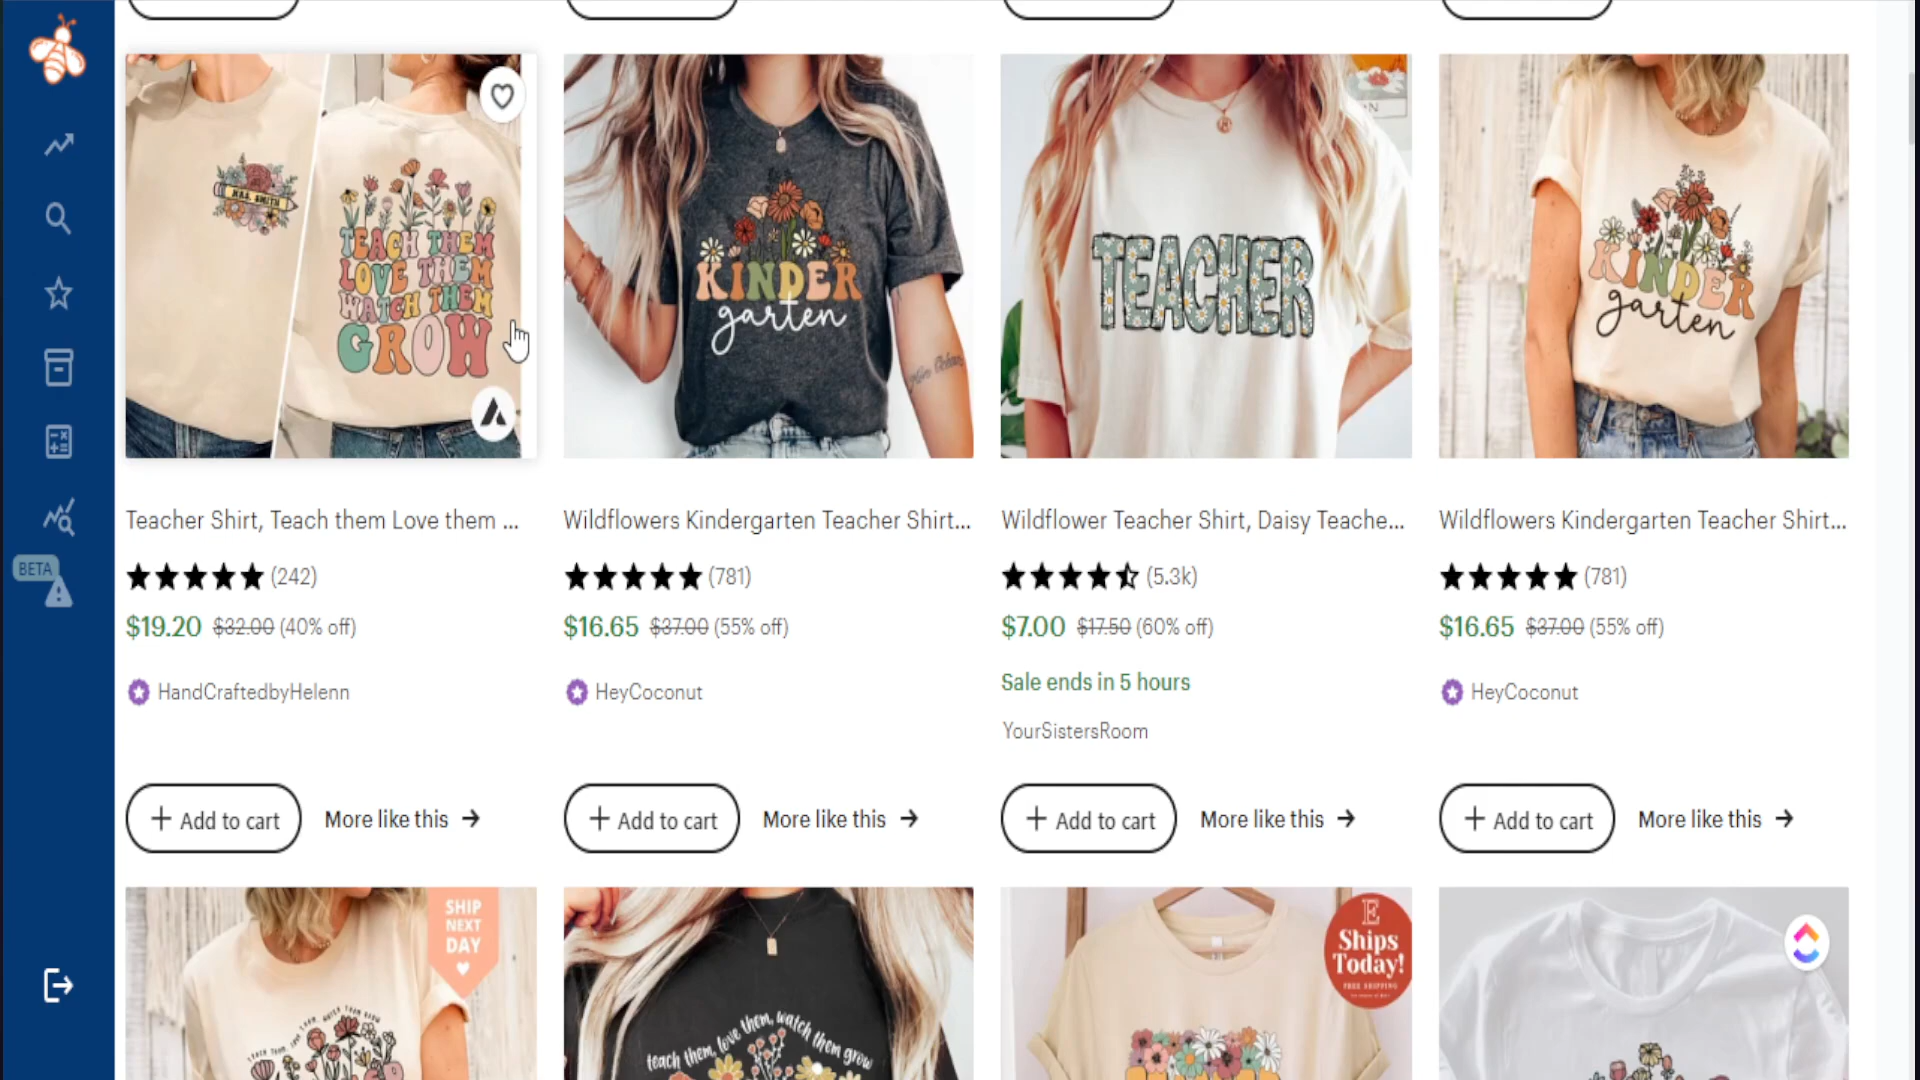 MRS. SMITH
TEACH THEM
LOVE THEM
WATCH THEM
GROW
KINDER
garten
TEACHER
KINDER
garten
Teacher Shirt, Teach them Love them ...
(242)
$19.20 $32.00 (40% off)
HandCraftedbyHelenn
+ Add to cart
More like this →
Wildflowers Kindergarten Teacher Shirt...
(781)
$16.65 $37.00 (55% off)
HeyCoconut
+ Add to cart
More like this →
Wildflower Teacher Shirt, Daisy Teache...
(5.3k)
$7.00 $17.50 (60% off)
Sale ends in 5 hours
YourSistersRoom
+ Add to cart
More like this →
Wildflowers Kindergarten Teacher Shirt...
(781)
$16.65 $37.00 (55% off)
HeyCoconut
+ Add to cart
More like this →
BETA
SHIP
NEXT
DAY
teach them, love them, watch them grow
E
Ships
Today!
FREE SHIPPING